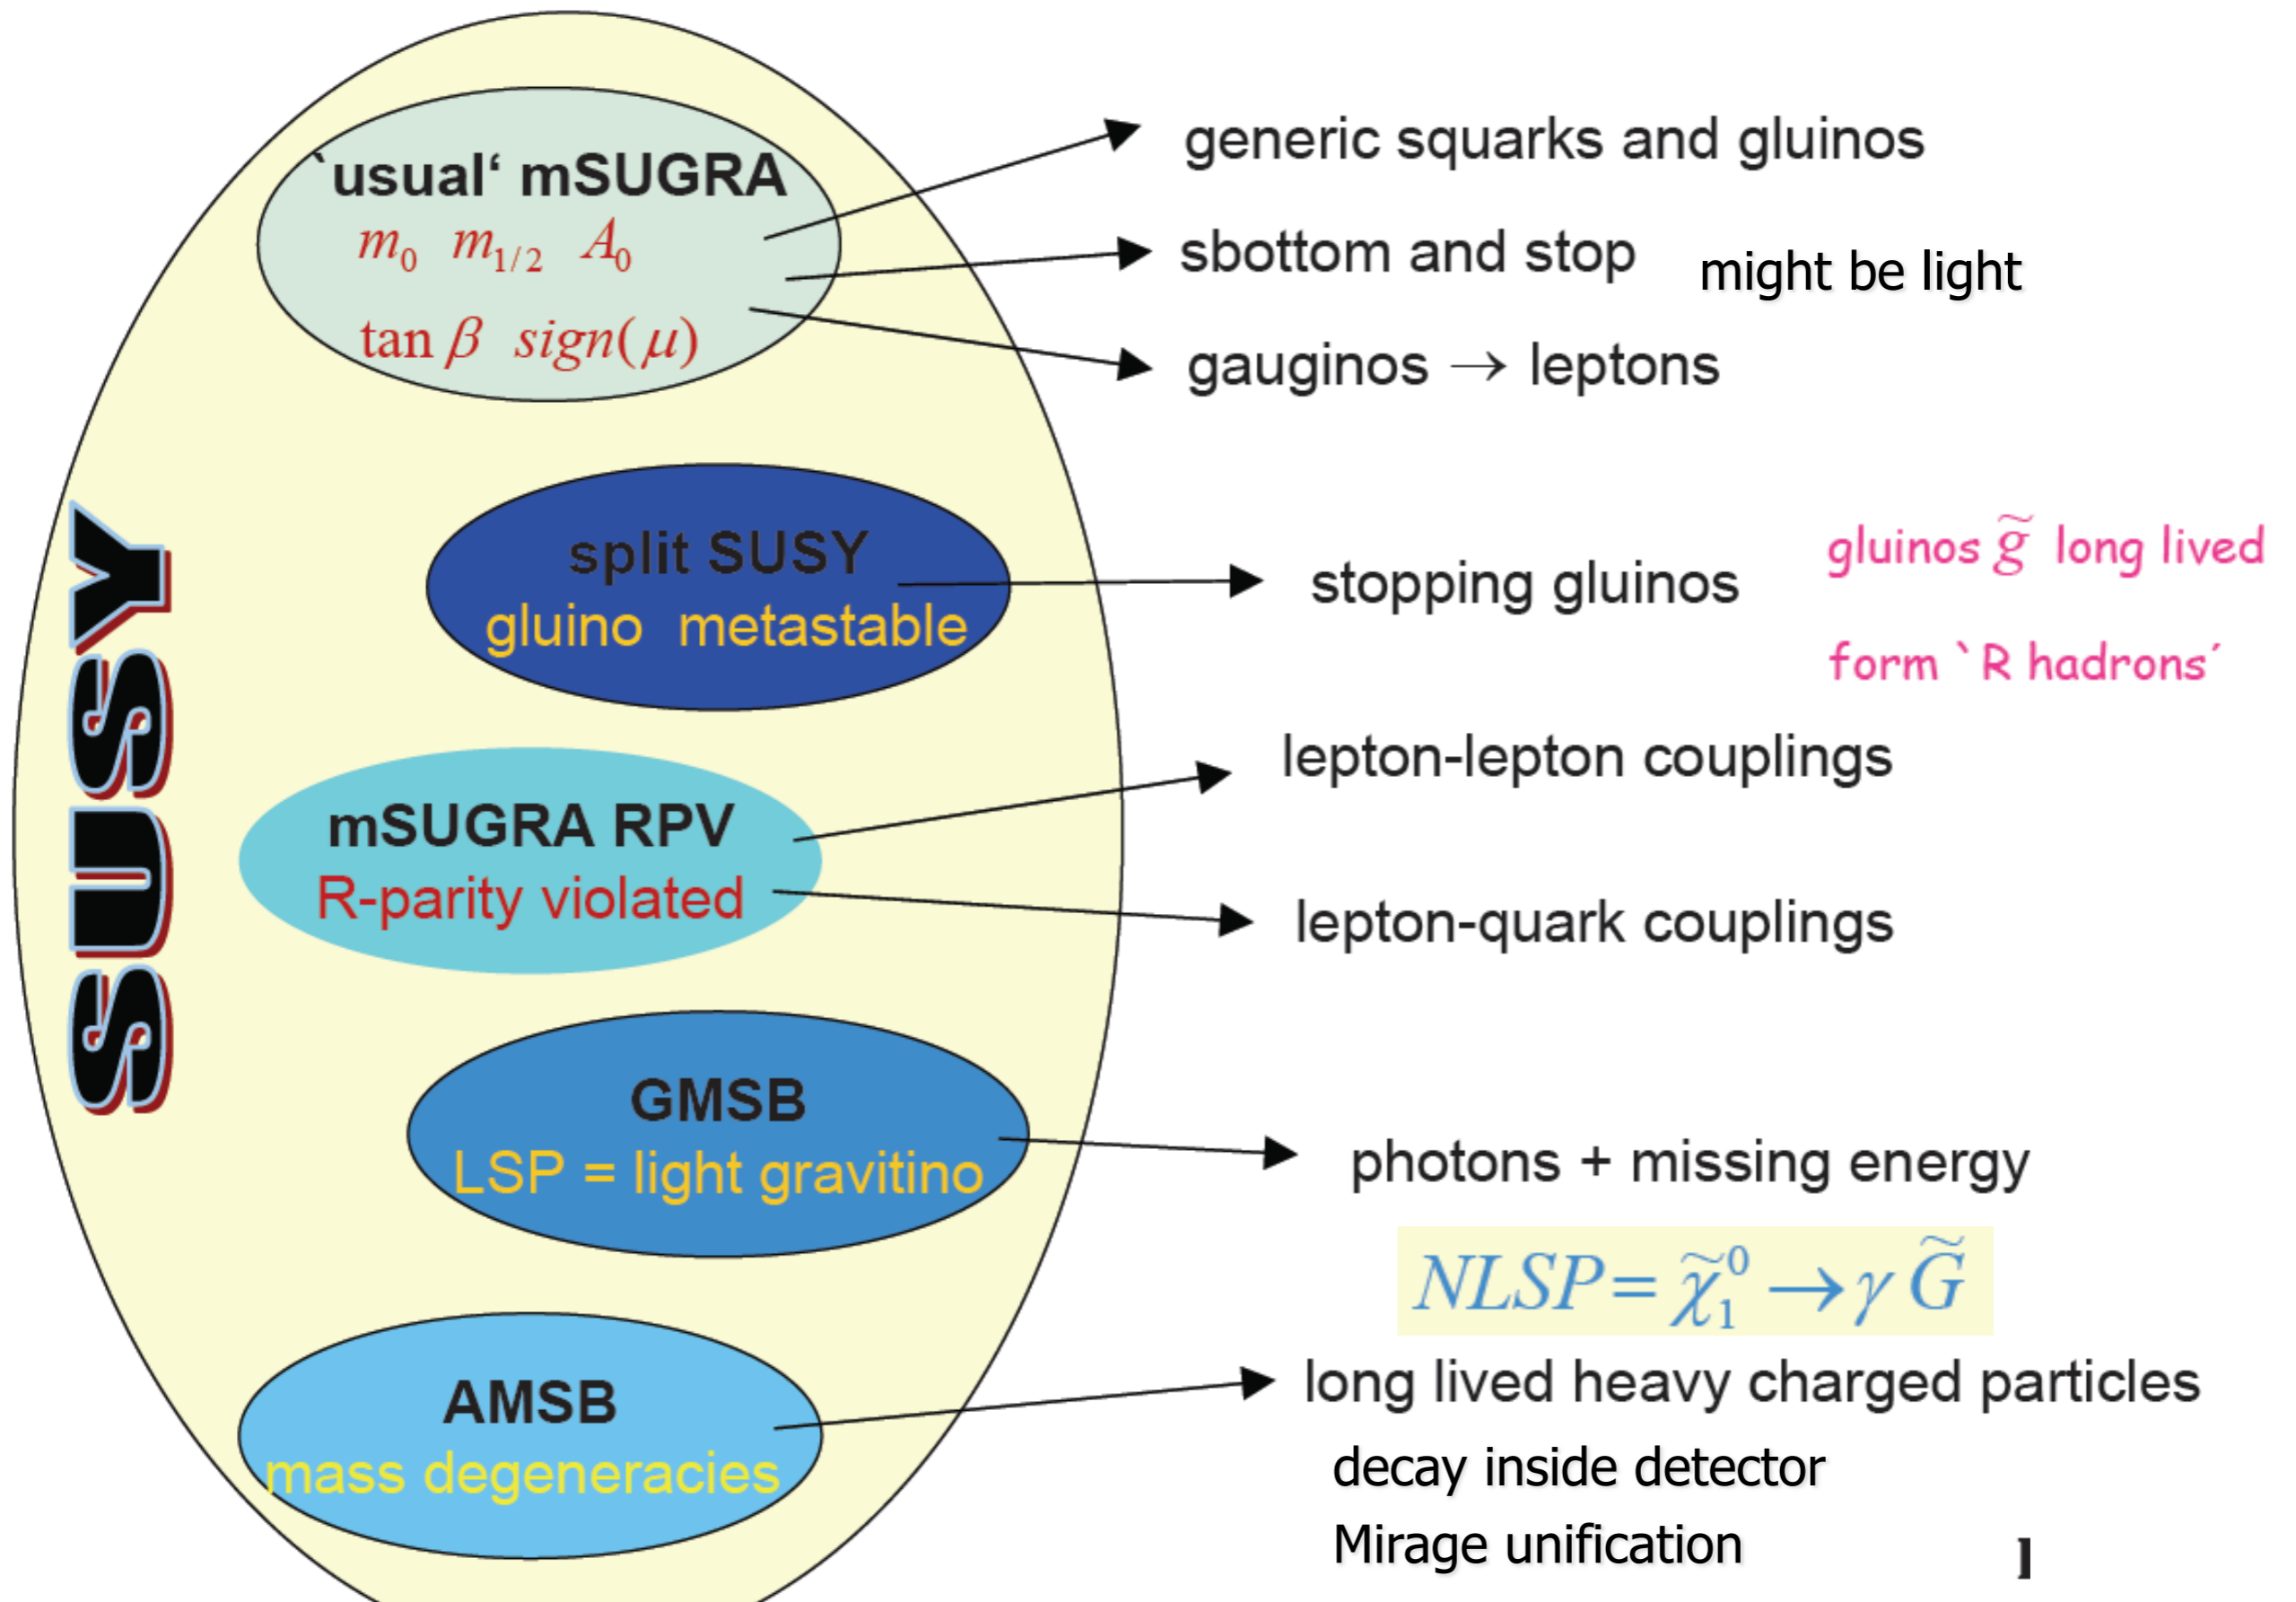 SUSY
`usual‘ mSUGRA
m₀ m₁/₂ A₀
tan β sign(μ)
generic squarks and gluinos
sbottom and stop might be light
gauginos → leptons
split SUSY
gluino metastable
stopping gluinos
gluinos g̃ long lived
form `R hadrons´
mSUGRA RPV
R-parity violated
lepton-lepton couplings
lepton-quark couplings
GMSB
LSP = light gravitino
photons + missing energy
NLSP = χ̃₁⁰ → γ G̃
AMSB
mass degeneracies
long lived heavy charged particles
decay inside detector
Mirage unification